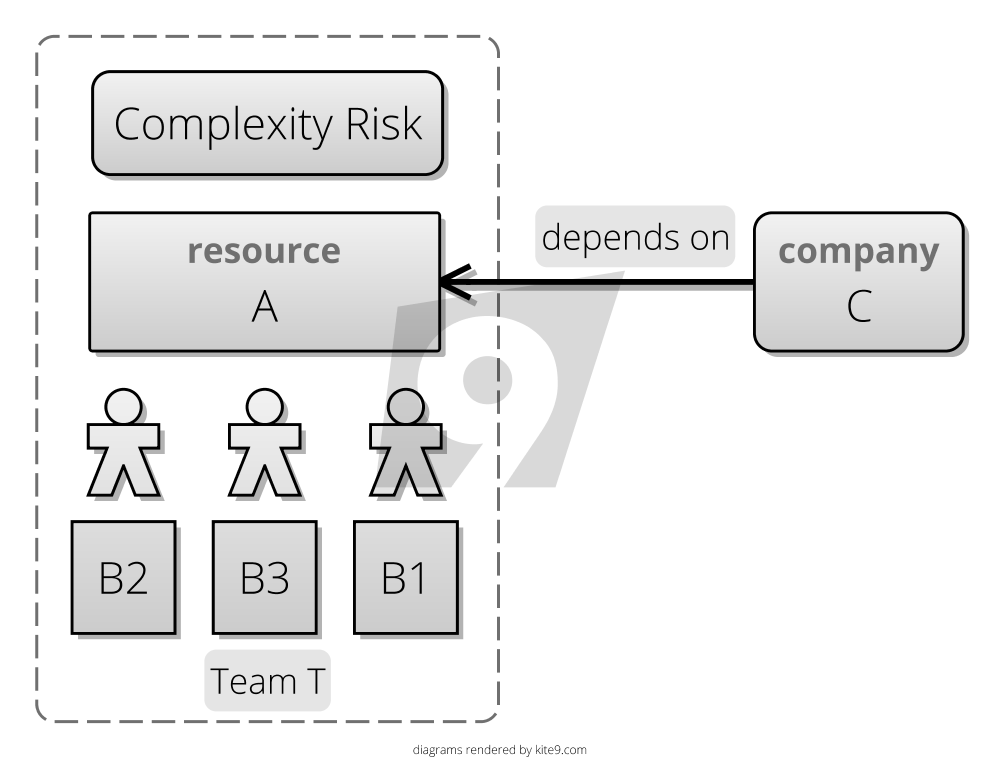 Complexity Risk
resource
A
depends on
company
C
B2
B3
B1
Team T
diagrams rendered by kite9.com